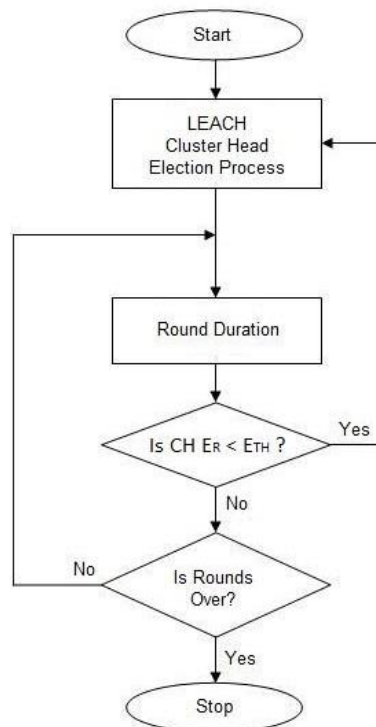 Start
LEACH
Cluster Head
Election Process
Round Duration
Is CH ER < ETH ?
Yes
No
No
Is Rounds
Over?
Yes
Stop